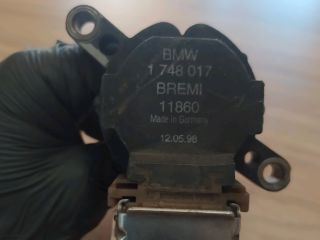 BMW
1 748 017
BREMI
11860
Made in Germany
12.05.98